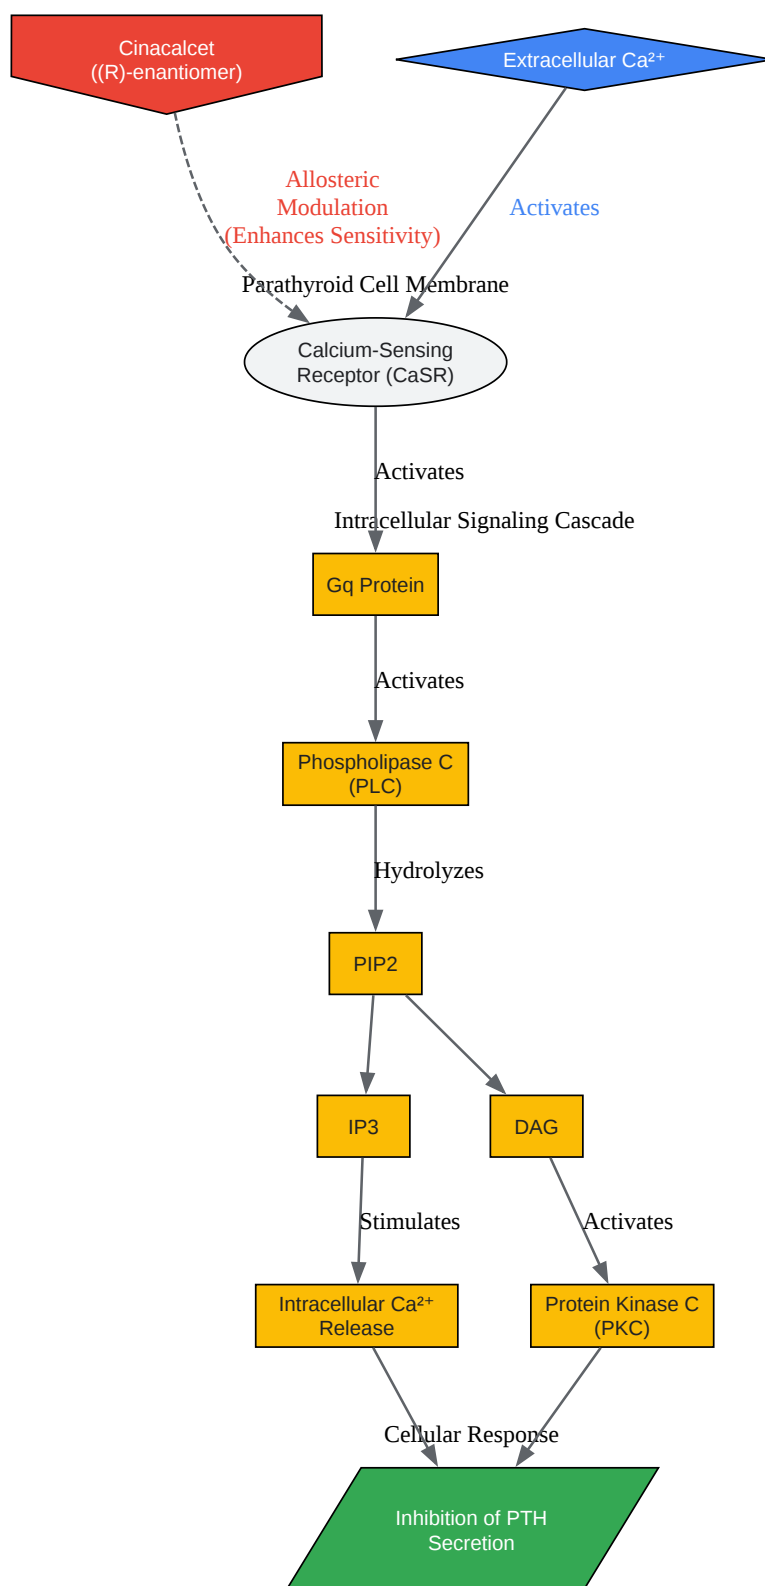 Cinacalcet
((R)-enantiomer)
Extracellular Ca²⁺
Allosteric
Modulation
(Enhances Sensitivity)
Activates
Parathyroid Cell Membrane
Calcium-Sensing
Receptor (CaSR)
Activates
Intracellular Signaling Cascade
Gq Protein
Activates
Phospholipase C
(PLC)
Hydrolyzes
PIP2
IP3
DAG
Stimulates
Activates
Intracellular Ca²⁺
Release
Protein Kinase C
(PKC)
Cellular Response
Inhibition of PTH
Secretion